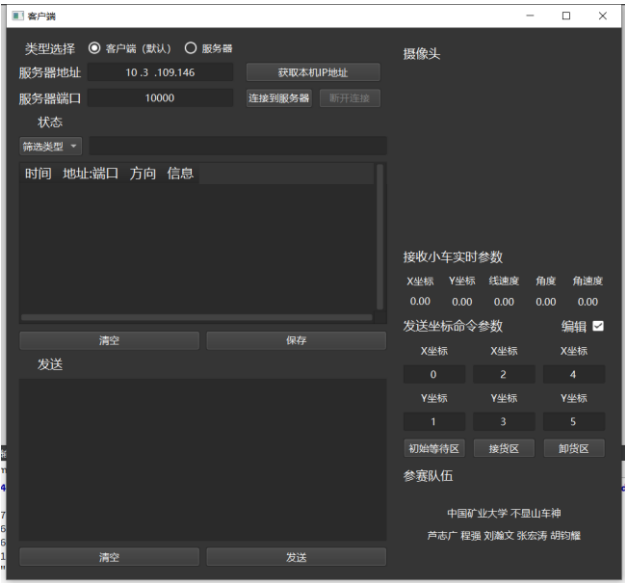 客户端
类型选择 客户端（默认） 服务器
服务器地址 10 .3 .109.146 获取本机IP地址
服务器端口 10000 连接到服务器 断开连接
状态
筛选类型
时间 地址:端口 方向 信息
清空 保存
发送
清空 发送
摄像头
接收小车实时参数
X坐标 Y坐标 线速度 角度 角速度
0.00 0.00 0.00 0.00 0.00
发送坐标命令参数 编辑
X坐标 X坐标 X坐标
0 2 4
Y坐标 Y坐标 Y坐标
1 3 5
初始等待区 接货区 卸货区
参赛队伍
中国矿业大学 不显山车神
芦志广 程强 刘瀚文 张宏涛 胡钧耀